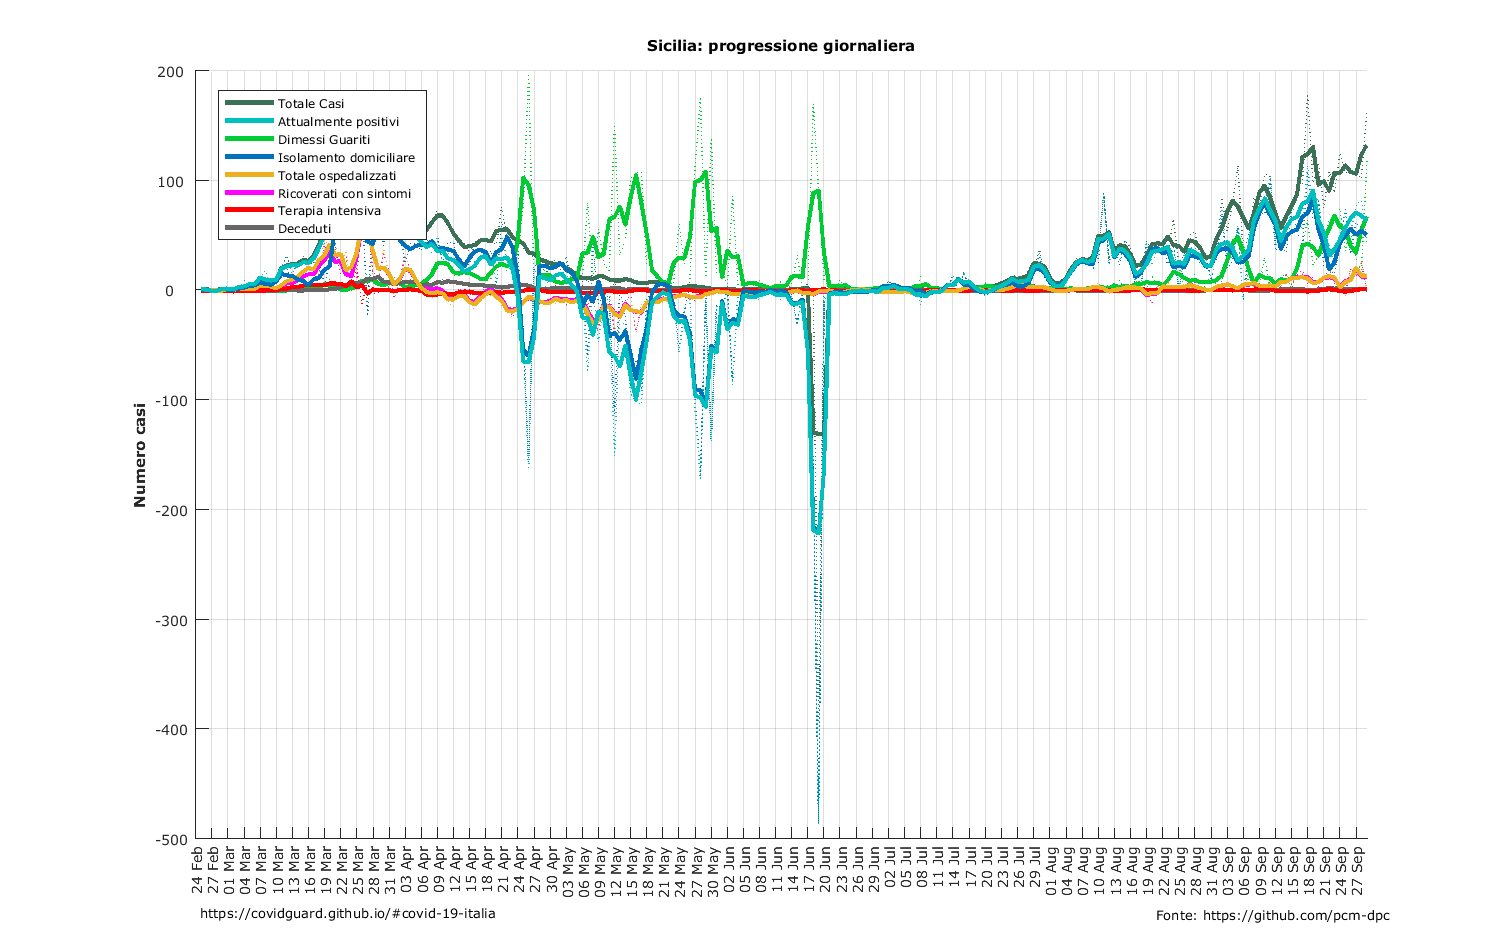 Sicilia: progressione giornaliera
200
100
0
-100
-200
-300
-400
-500
Numero casi
Totale Casi
Attualmente positivi
Dimessi Guariti
Isolamento domiciliare
Totale ospedalizzati
Ricoverati con sintomi
Terapia intensiva
Deceduti
24 Feb
27 Feb
01 Mar
04 Mar
07 Mar
10 Mar
13 Mar
16 Mar
19 Mar
22 Mar
25 Mar
28 Mar
31 Mar
03 Apr
06 Apr
09 Apr
12 Apr
15 Apr
18 Apr
21 Apr
24 Apr
27 Apr
30 Apr
03 May
06 May
09 May
12 May
15 May
18 May
21 May
24 May
27 May
30 May
02 Jun
05 Jun
08 Jun
11 Jun
14 Jun
17 Jun
20 Jun
23 Jun
26 Jun
29 Jun
02 Jul
05 Jul
08 Jul
11 Jul
14 Jul
17 Jul
20 Jul
23 Jul
26 Jul
29 Jul
01 Aug
04 Aug
07 Aug
10 Aug
13 Aug
16 Aug
19 Aug
22 Aug
25 Aug
28 Aug
31 Aug
03 Sep
06 Sep
09 Sep
12 Sep
15 Sep
18 Sep
21 Sep
24 Sep
27 Sep
https://covidguard.github.io/#covid-19-italia
Fonte: https://github.com/pcm-dpc